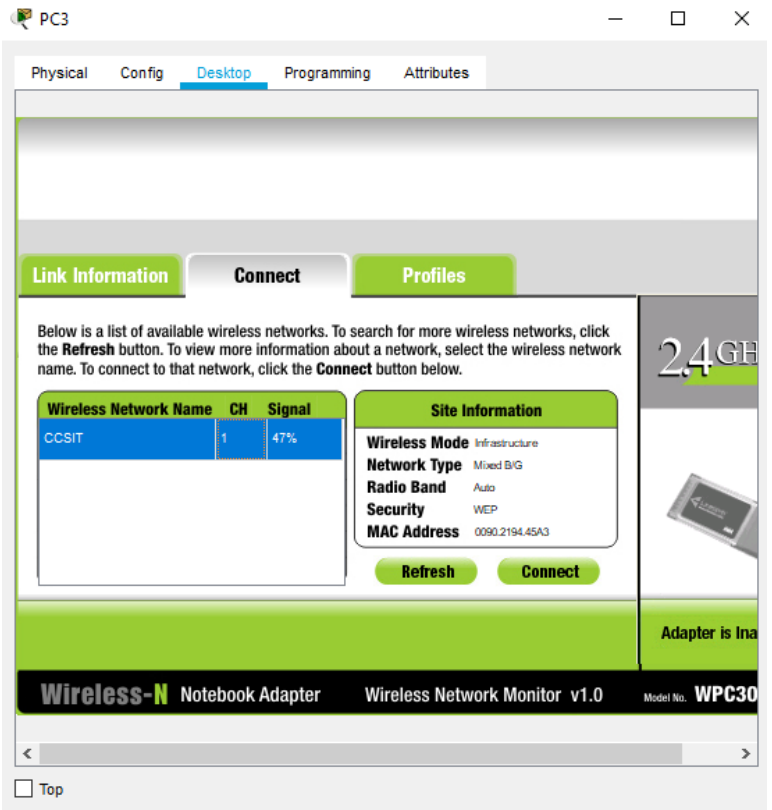 PC3
Physical Config Desktop Programming Attributes
Link Information Connect Profiles
Below is a list of available wireless networks. To search for more wireless networks, click
the Refresh button. To view more information about a network, select the wireless network
name. To connect to that network, click the Connect button below.
2.4GH
Wireless Network Name CH Signal
CCSIT 1 47%
Site Information
Wireless Mode Infrastructure
Network Type Mixed B/G
Radio Band Auto
Security WEP
MAC Address 0090.2194.45A3
Refresh Connect
Adapter is Ina
Wireless-N Notebook Adapter Wireless Network Monitor v1.0 Model No. WPC30
Top